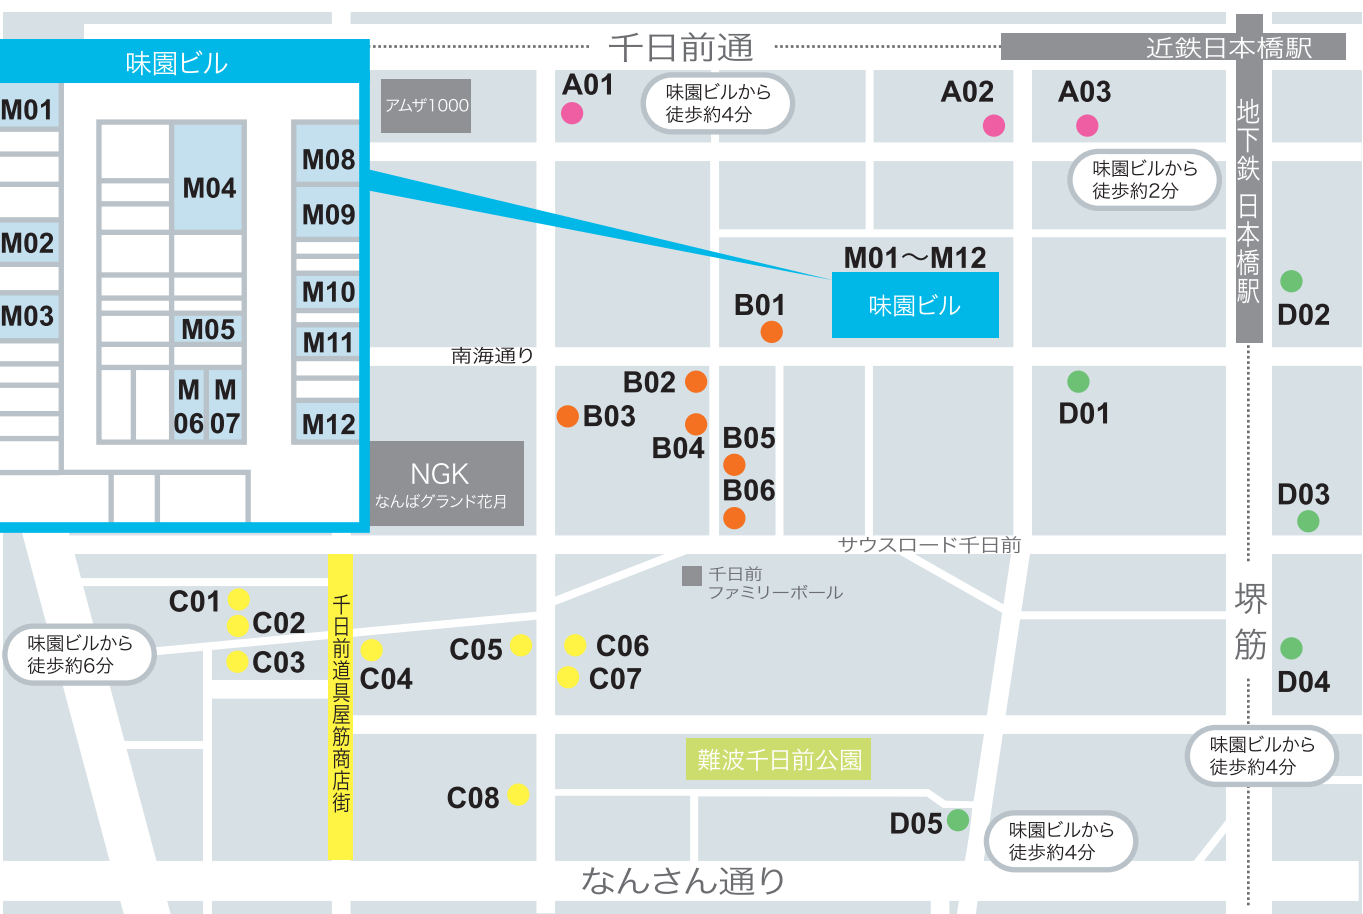 千日前通
近鉄日本橋駅
味園ビル
M01
M02
M03
M04
M05
M
06
M
07
M08
M09
M10
M11
M12
アムザ1000
A01
味園ビルから
徒歩約4分
A02
A03
味園ビルから
徒歩約2分
地下鉄 日本橋駅
M01～M12
味園ビル
B01
D02
南海通り
B02
B03
B04
B05
B06
D01
NGK
なんばグランド花月
D03
サウスロード千日前
千日前
ファミリーボール
堺筋
C01
C02
C03
味園ビルから
徒歩約6分
千日前道具屋筋商店街
C04
C05
C06
C07
D04
味園ビルから
徒歩約4分
難波千日前公園
C08
D05
味園ビルから
徒歩約4分
なんさん通り